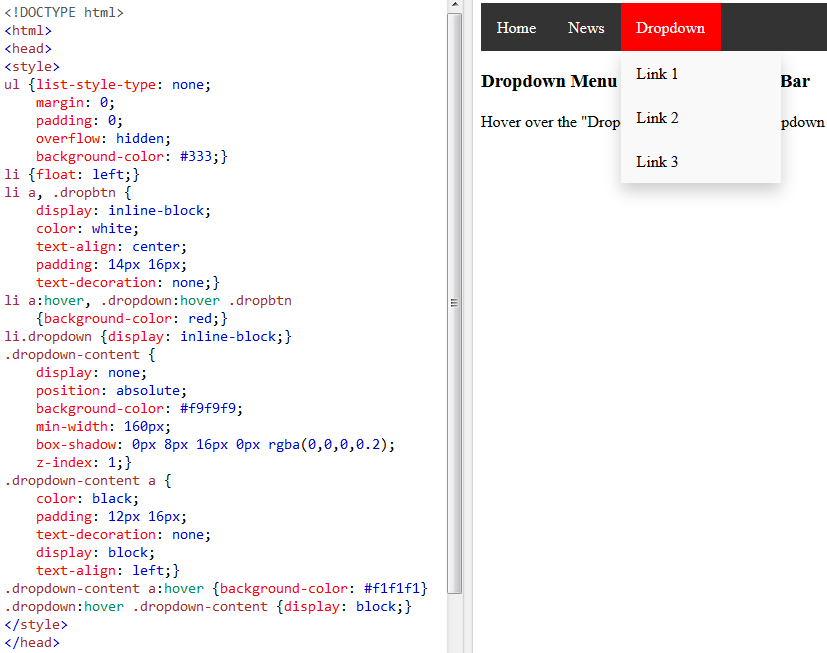 <!DOCTYPE html>
<html>
<head>
<style>
ul {list-style-type: none;
    margin: 0;
    padding: 0;
    overflow: hidden;
    background-color: #333;}
li {float: left;}
li a, .dropbtn {
    display: inline-block;
    color: white;
    text-align: center;
    padding: 14px 16px;
    text-decoration: none;}
li a:hover, .dropdown:hover .dropbtn
    {background-color: red;}
li.dropdown {display: inline-block;}
.dropdown-content {
    display: none;
    position: absolute;
    background-color: #f9f9f9;
    min-width: 160px;
    box-shadow: 0px 8px 16px 0px rgba(0,0,0,0.2);
    z-index: 1;}
.dropdown-content a {
    color: black;
    padding: 12px 16px;
    text-decoration: none;
    display: block;
    text-align: left;}
.dropdown-content a:hover {background-color: #f1f1f1}
.dropdown:hover .dropdown-content {display: block;}
</style>
</head>
Home News Dropdown
Dropdown Menu Bar
Hover over the "Drop pdown
Link 1
Link 2
Link 3